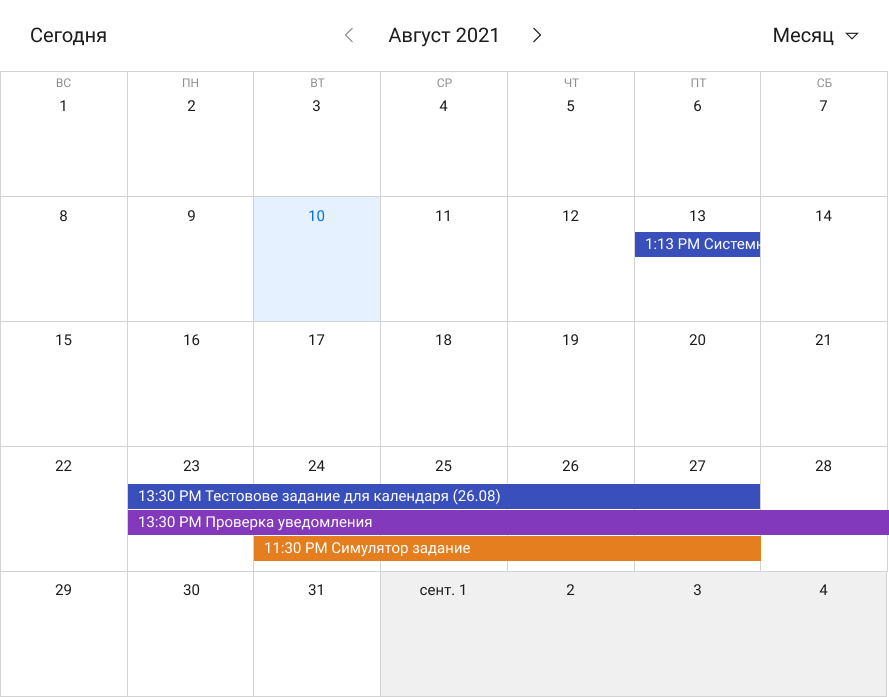 Сегодня Август 2021 Месяц
ВС ПН ВТ СР ЧТ ПТ СБ
1 2 3 4 5 6 7
8 9 10 11 12 13 14
1:13 PM Систем
15 16 17 18 19 20 21
22 23 24 25 26 27 28
13:30 PM Тестовове задание для календаря (26.08)
13:30 PM Проверка уведомления
11:30 PM Симулятор задание
29 30 31 сент. 1 2 3 4